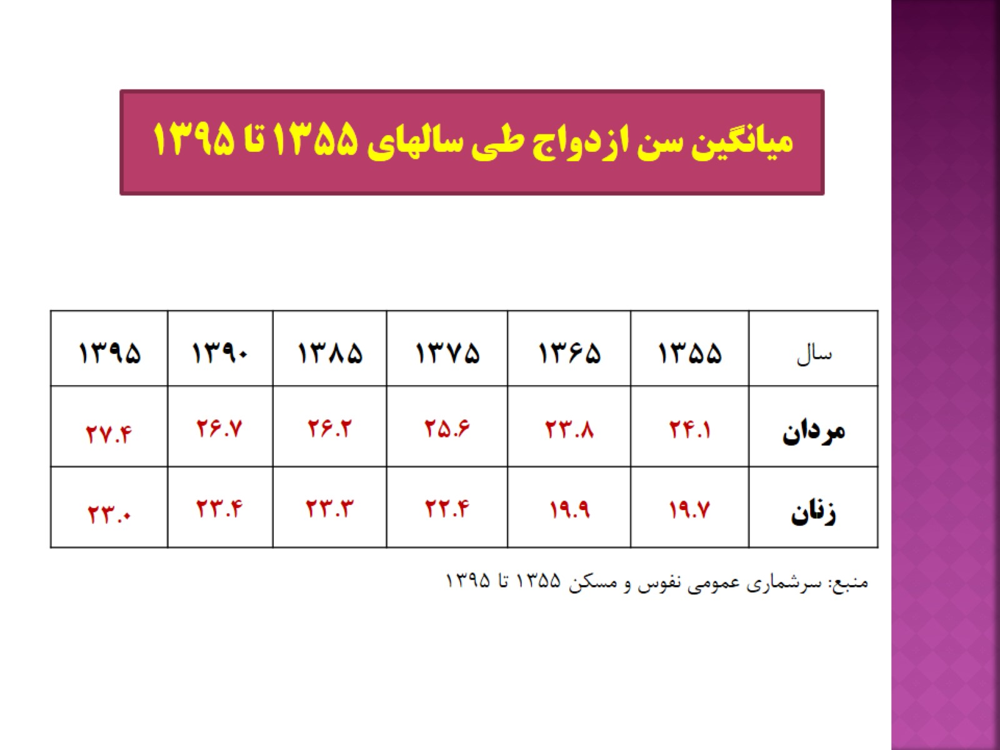 میانگین سن ازدواج طی سالهای ۱۳۵۵ تا ۱۳۹۵
سال ۱۳۵۵ ۱۳۶۵ ۱۳۷۵ ۱۳۸۵ ۱۳۹۰ ۱۳۹۵
مردان ۲۴.۱ ۲۳.۸ ۲۵.۶ ۲۶.۲ ۲۶.۷ ۲۷.۴
زنان ۱۹.۷ ۱۹.۹ ۲۲.۴ ۲۳.۳ ۲۳.۴ ۲۳.۰
منبع: سرشماری عمومی نفوس و مسکن ۱۳۵۵ تا ۱۳۹۵